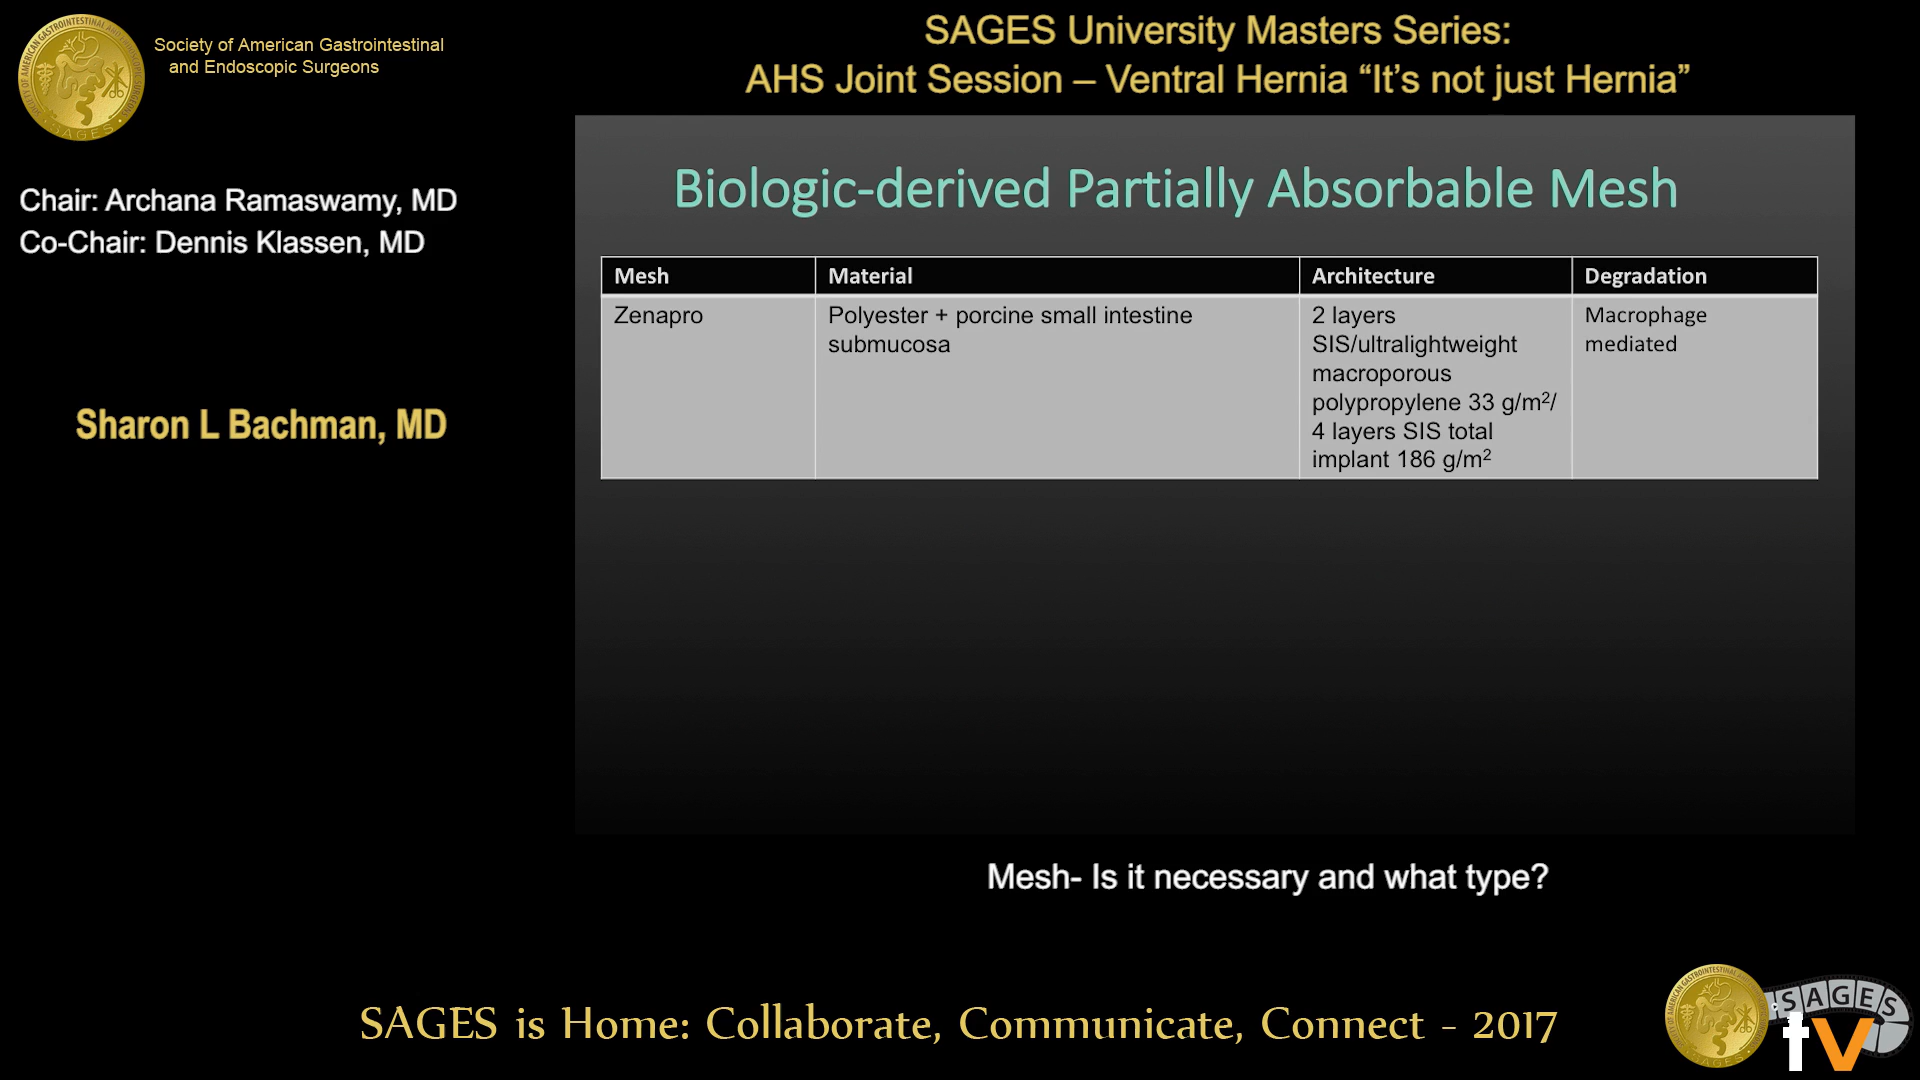 Society of American Gastrointestinal
and Endoscopic Surgeons
SAGES University Masters Series:
AHS Joint Session – Ventral Hernia “It’s not just Hernia”
Chair: Archana Ramaswamy, MD
Co-Chair: Dennis Klassen, MD
Sharon L Bachman, MD
Biologic-derived Partially Absorbable Mesh
Mesh Material Architecture Degradation
Zenapro
Polyester + porcine small intestine
submucosa
2 layers
SIS/ultralightweight
macroporous
polypropylene 33 g/m²/
4 layers SIS total
implant 186 g/m²
Macrophage
mediated
Mesh- Is it necessary and what type?
SAGES is Home: Collaborate, Communicate, Connect - 2017
SAGES
tv
SAGES